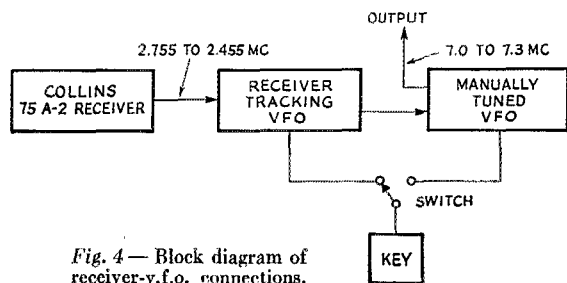 OUTPUT
2.755 TO 2.455 MC
7.0 TO 7.3 MC
COLLINS
75 A-2 RECEIVER
RECEIVER
TRACKING
VFO
MANUALLY
TUNED
VFO
SWITCH
KEY
Fig. 4 — Block diagram of
receiver-v.f.o. connections.